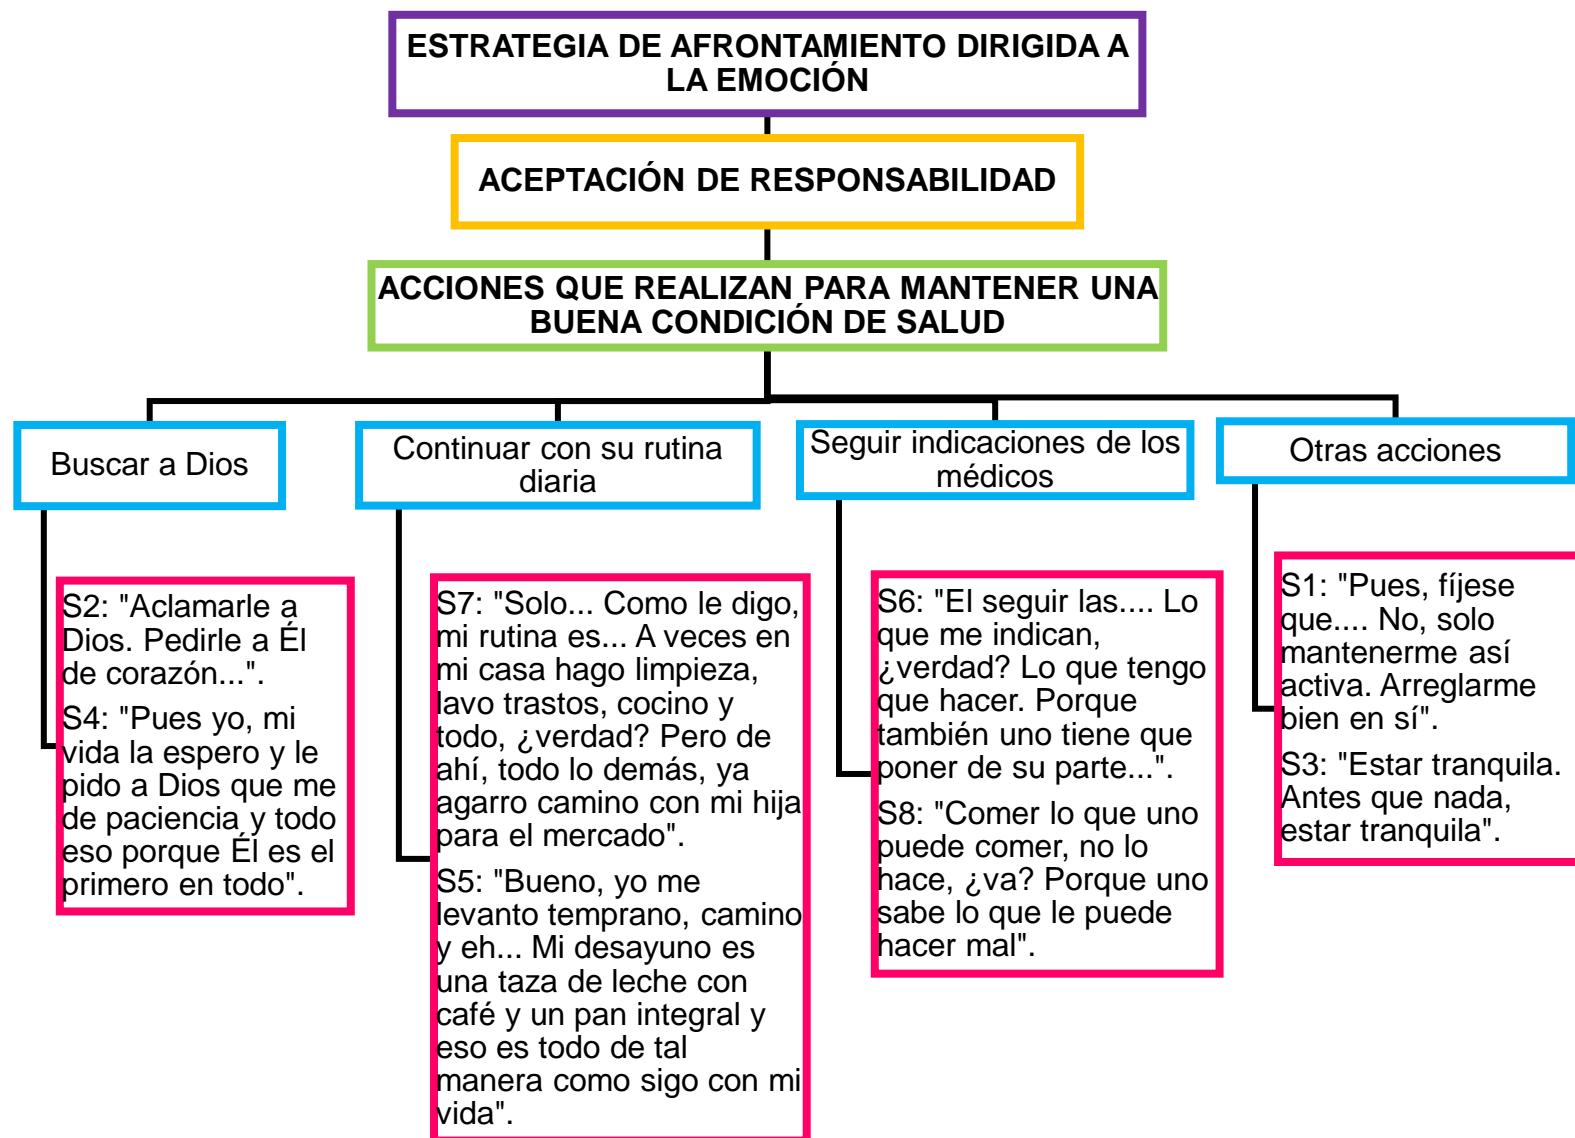 ESTRATEGIA DE AFRONTAMIENTO DIRIGIDA A
LA EMOCIÓN
ACEPTACIÓN DE RESPONSABILIDAD
ACCIONES QUE REALIZAN PARA MANTENER UNA
BUENA CONDICIÓN DE SALUD
Buscar a Dios
S2: "Aclamarle a
Dios. Pedirle a Él
de corazón...".
S4: "Pues yo, mi
vida la espero y le
pido a Dios que me
de paciencia y todo
eso porque Él es el
primero en todo".
Continuar con su rutina
diaria
S7: "Solo... Como le digo,
mi rutina es... A veces en
mi casa hago limpieza,
lavo trastos, cocino y
todo, ¿verdad? Pero de
ahí, todo lo demás, ya
agarro camino con mi hija
para el mercado".
S5: "Bueno, yo me
levanto temprano, camino
y eh... Mi desayuno es
una taza de leche con
café y un pan integral y
eso es todo de tal
manera como sigo con mi
vida".
Seguir indicaciones de los
médicos
S6: "El seguir las.... Lo
que me indican,
¿verdad? Lo que tengo
que hacer. Porque
también uno tiene que
poner de su parte...".
S8: "Comer lo que uno
puede comer, no lo
hace, ¿va? Porque uno
sabe lo que le puede
hacer mal".
Otras acciones
S1: "Pues, fíjese
que.... No, solo
mantenerme así
activa. Arreglarme
bien en sí".
S3: "Estar tranquila.
Antes que nada,
estar tranquila".